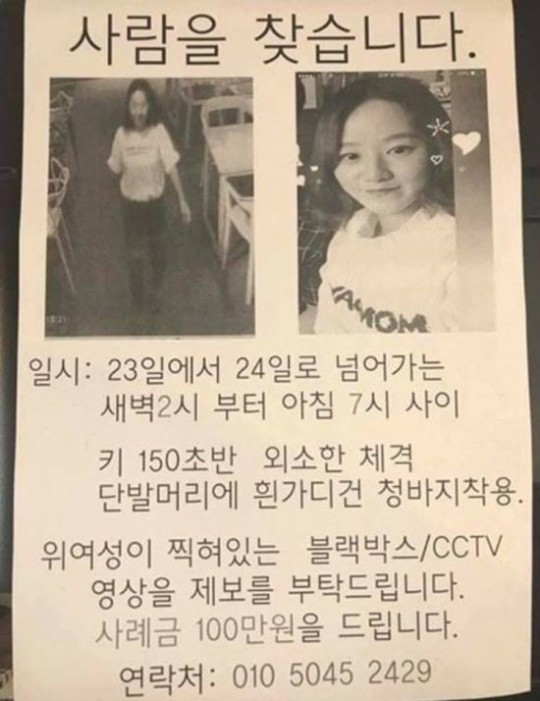 사람을 찾습니다.
일시: 23일에서 24일로 넘어가는
새벽2시 부터 아침 7시 사이
키 150초반 외소한 체격
단발머리에 흰가디건 청바지착용.
위여성이 찍혀있는 블랙박스/CCTV
영상을 제보를 부탁드립니다.
사례금 100만원을 드립니다.
연락처: 010 5045 2429